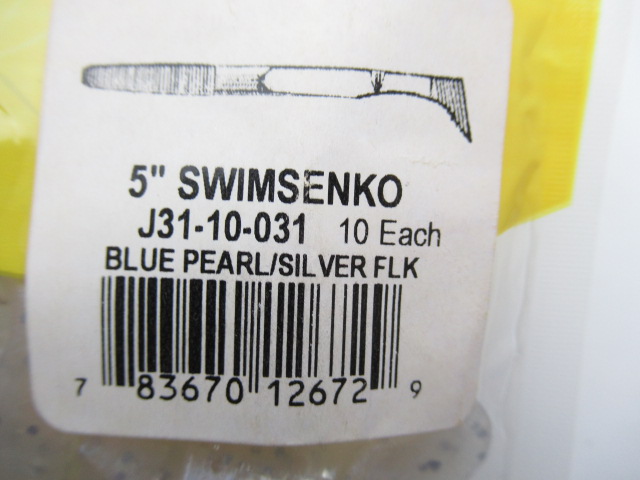 5" SWIMSENKO
J31-10-031 10 Each
BLUE PEARL/SILVER FLK
7 83670 12672 9